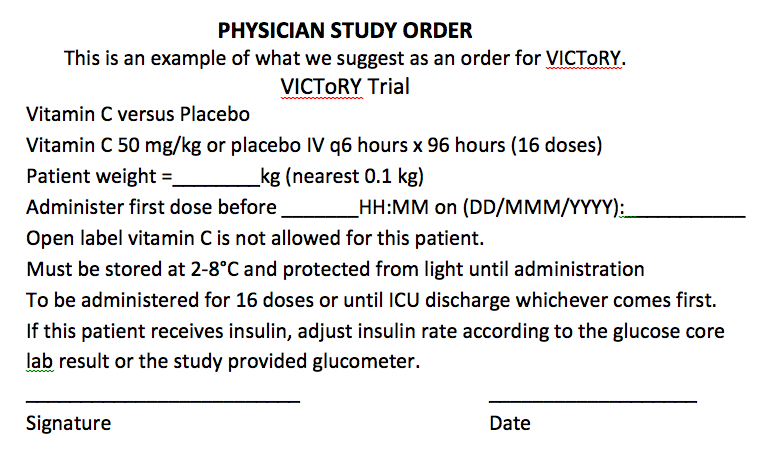 PHYSICIAN STUDY ORDER
This is an example of what we suggest as an order for VICToRY.
VICToRY Trial
Vitamin C versus Placebo
Vitamin C 50 mg/kg or placebo IV q6 hours x 96 hours (16 doses)
Patient weight =________kg (nearest 0.1 kg)
Administer first dose before _______HH:MM on (DD/MMM/YYYY):___________
Open label vitamin C is not allowed for this patient.
Must be stored at 2-8°C and protected from light until administration
To be administered for 16 doses or until ICU discharge whichever comes first.
If this patient receives insulin, adjust insulin rate according to the glucose core
lab result or the study provided glucometer.
Signature Date